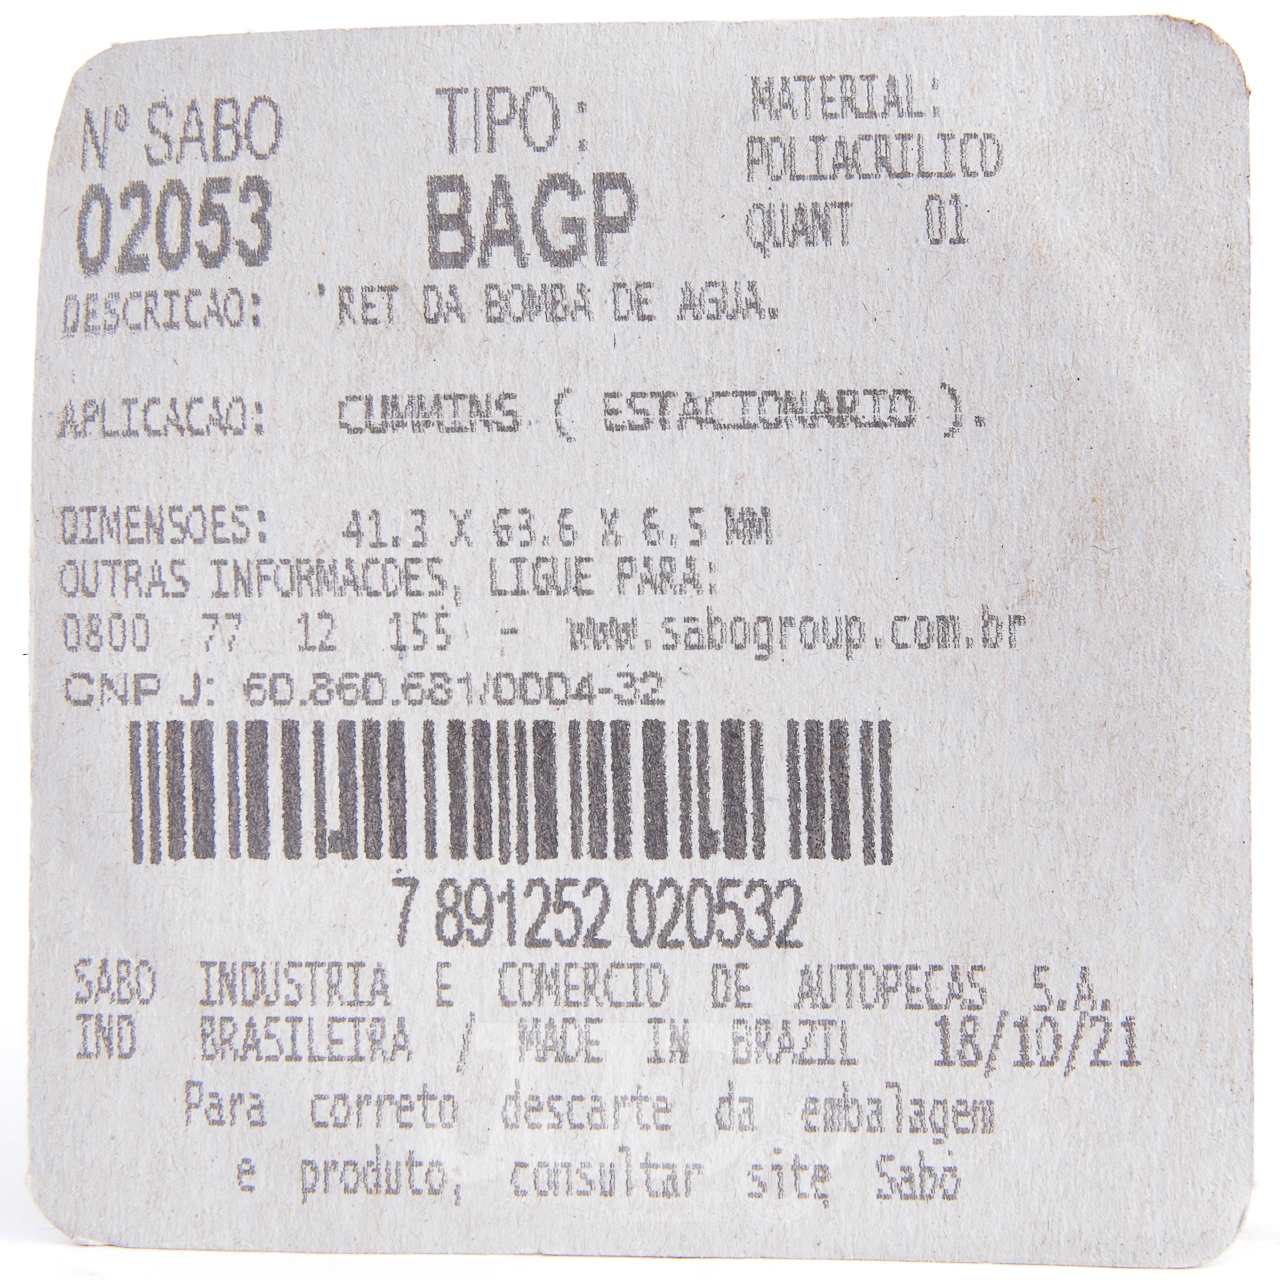 Nº SABO TIPO: MATERIAL:
02053 BAGP POLIACRILICO
QUANT 01
DESCRICAO: 'RET DA BOMBA DE AGUA.
APLICACAO: CUMMINS ( ESTACIONARIO ).
DIMENSOES: 41.3 X 63.6 X 6.5 MM
OUTRAS INFORMACOES, LIGUE PARA:
0800 77 12 155 - www.sabogroup.com.br
CNPJ: 60.860.681/0004-32
7 891252 020532
SABO INDUSTRIA E COMERCIO DE AUTOPECAS S.A.
IND BRASILEIRA / MADE IN BRAZIL 18/10/21
Para correto descarte da embalagem
e produto, consultar site Sabó